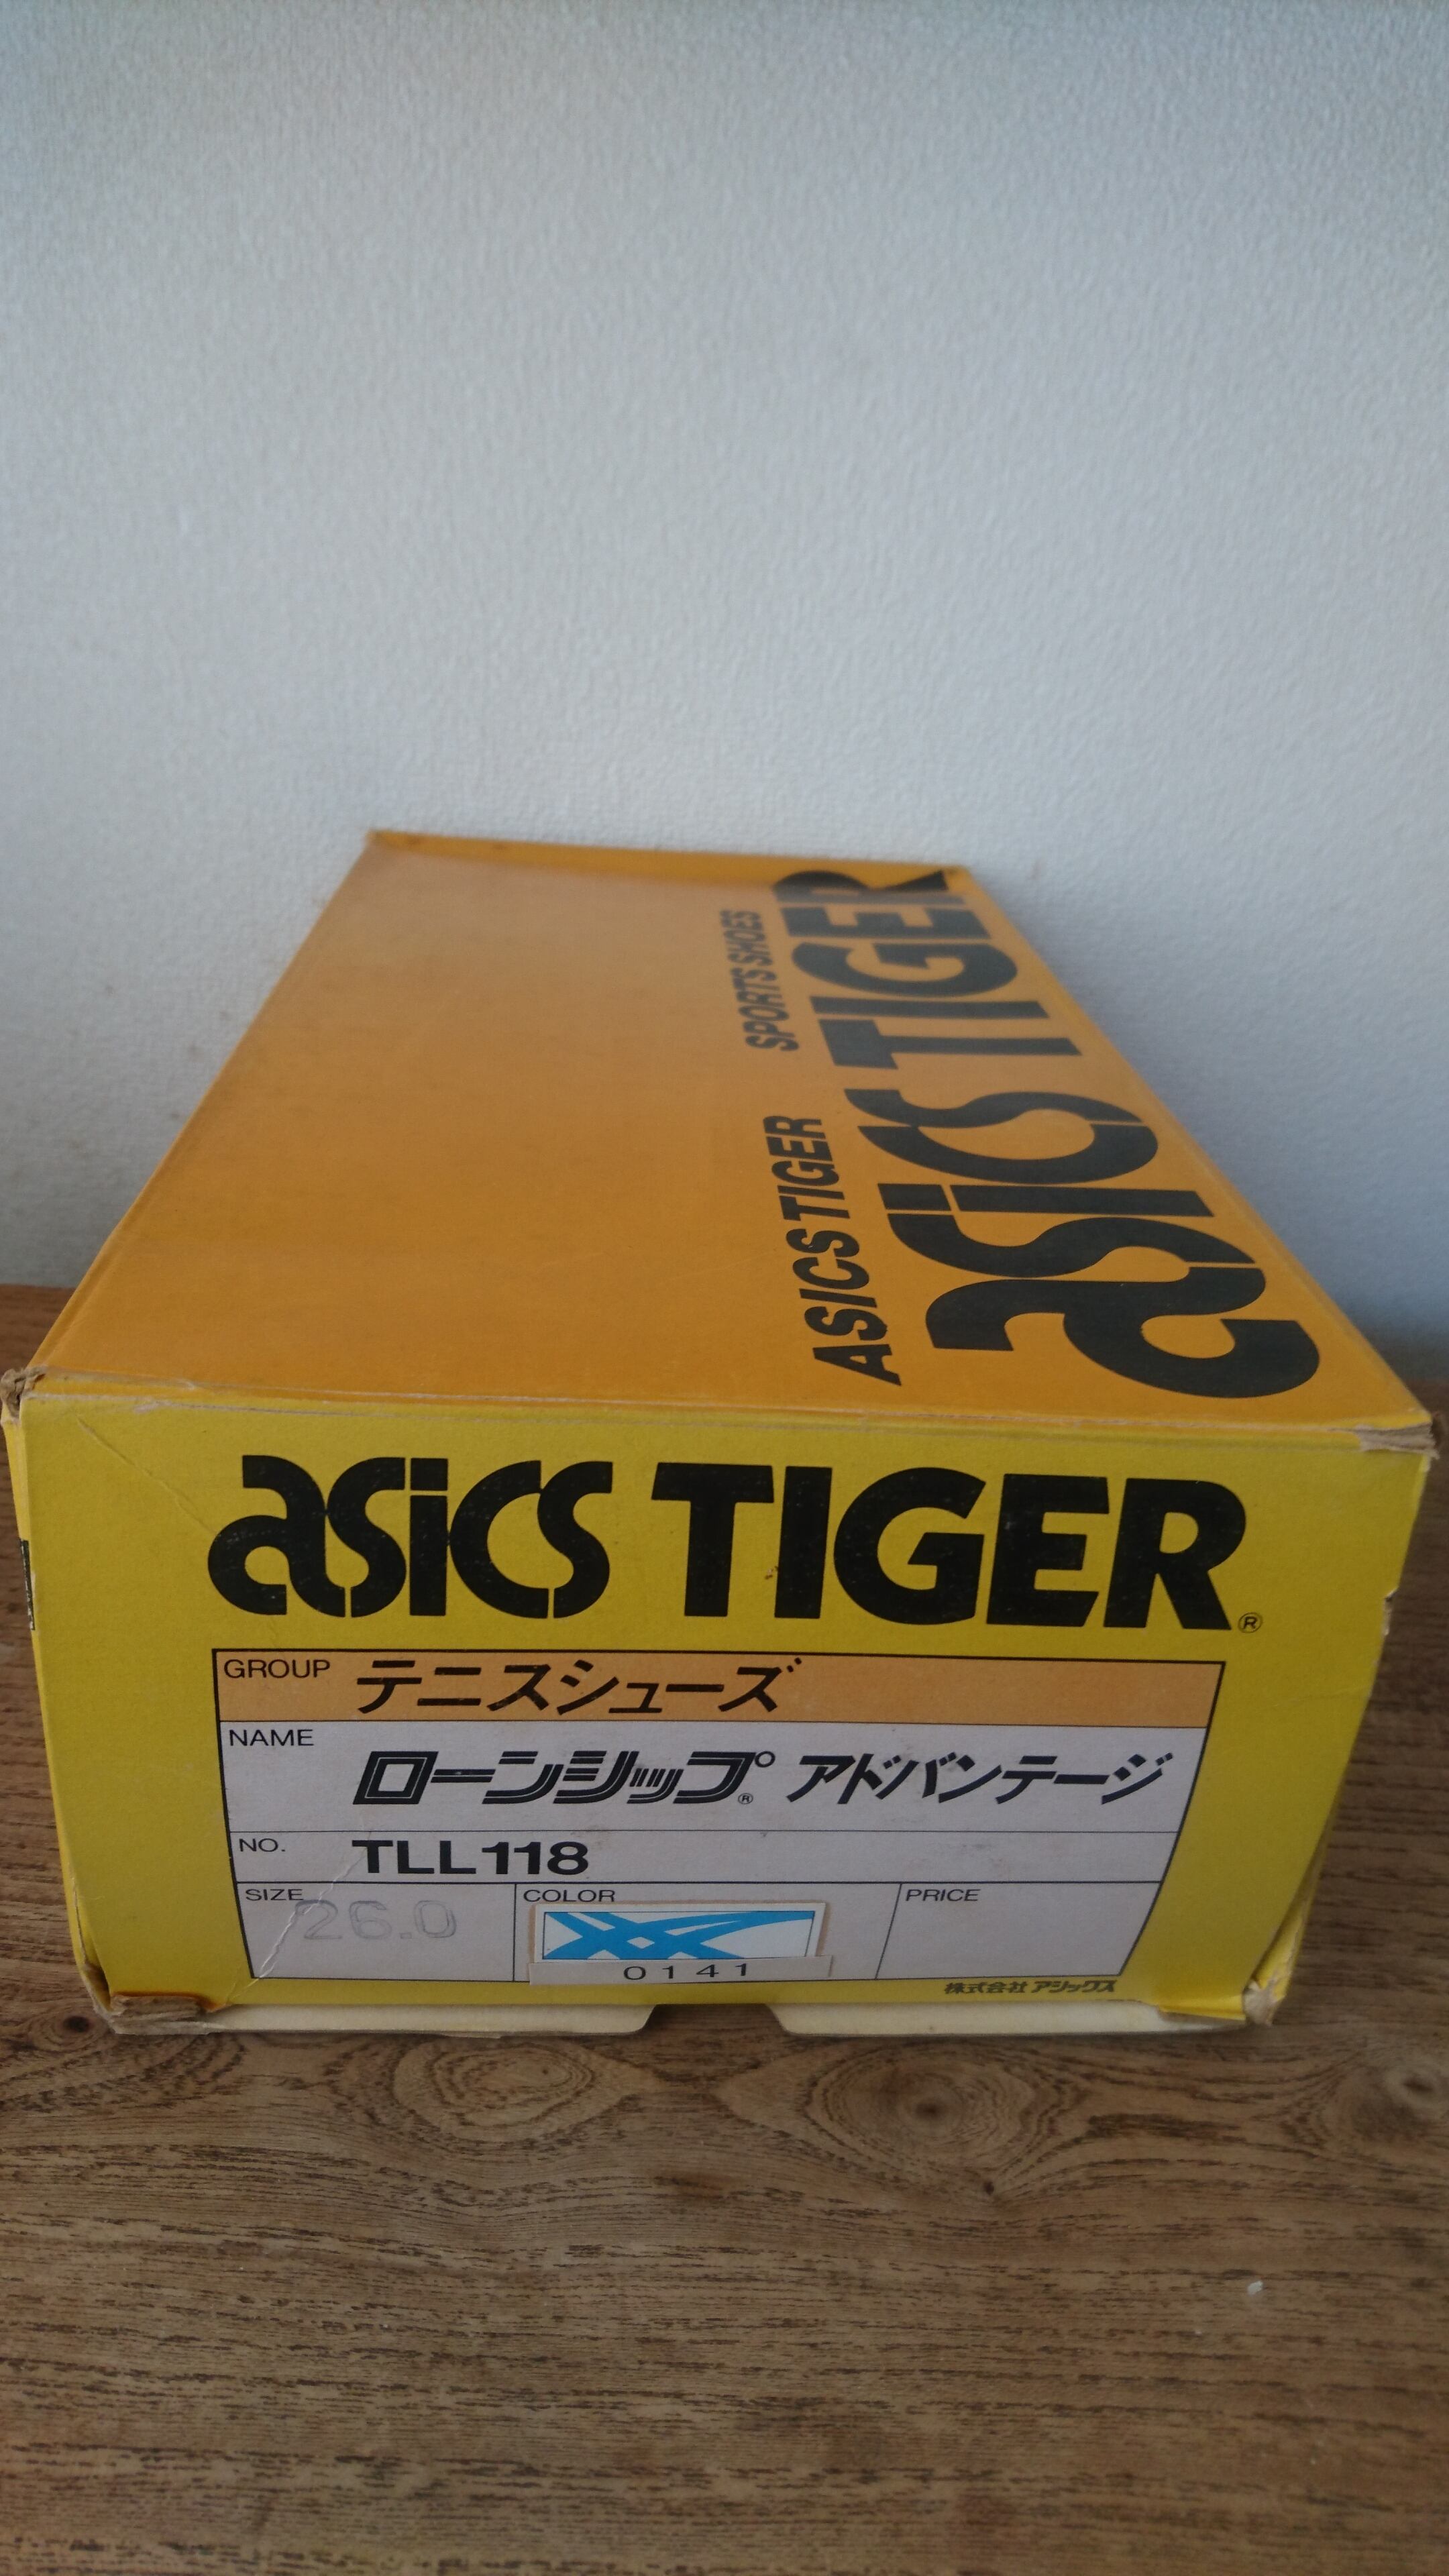 ASICS TIGER
ASICS TIGER SPORTS SHOES
ASICS TIGER®
GROUP テニスシューズ
NAME ローンシップ® アドバンテージ
NO. TLL118
SIZE 26.0 COLOR PRICE
0141
株式会社 アシックス